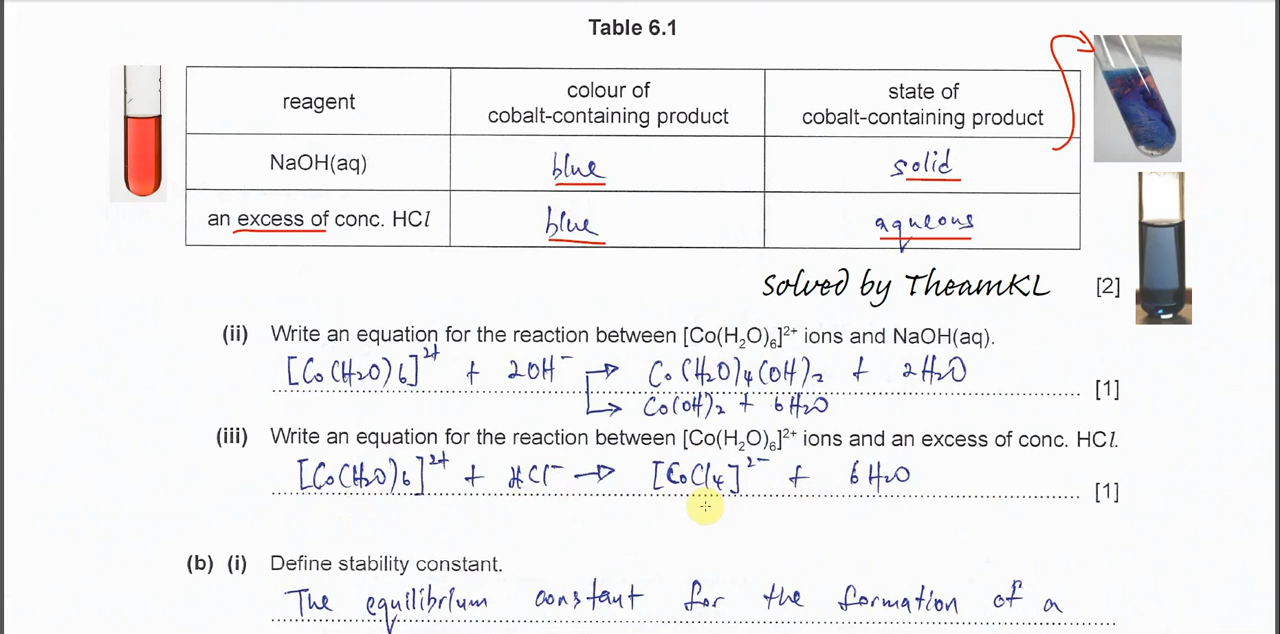 Table 6.1
reagent
colour of
cobalt-containing product
state of
cobalt-containing product
NaOH(aq)
blue
solid
an excess of conc. HCl
blue
aqueous
Solved by TheamKL
[2]
(ii) Write an equation for the reaction between [Co(H₂O)₆]²⁺ ions and NaOH(aq).
[Co(H₂O)6]²⁺ + 2OH⁻ → Co(H₂O)₄(OH)₂ + 2H₂O
→ Co(OH)₂ + 6H₂O
[1]
(iii) Write an equation for the reaction between [Co(H₂O)₆]²⁺ ions and an excess of conc. HCl.
[Co(H₂O)6]²⁺ + 4Cl⁻ → [CoCl₄]²⁻ + 6H₂O
[1]
(b) (i) Define stability constant.
The equilibrium constant for the formation of a